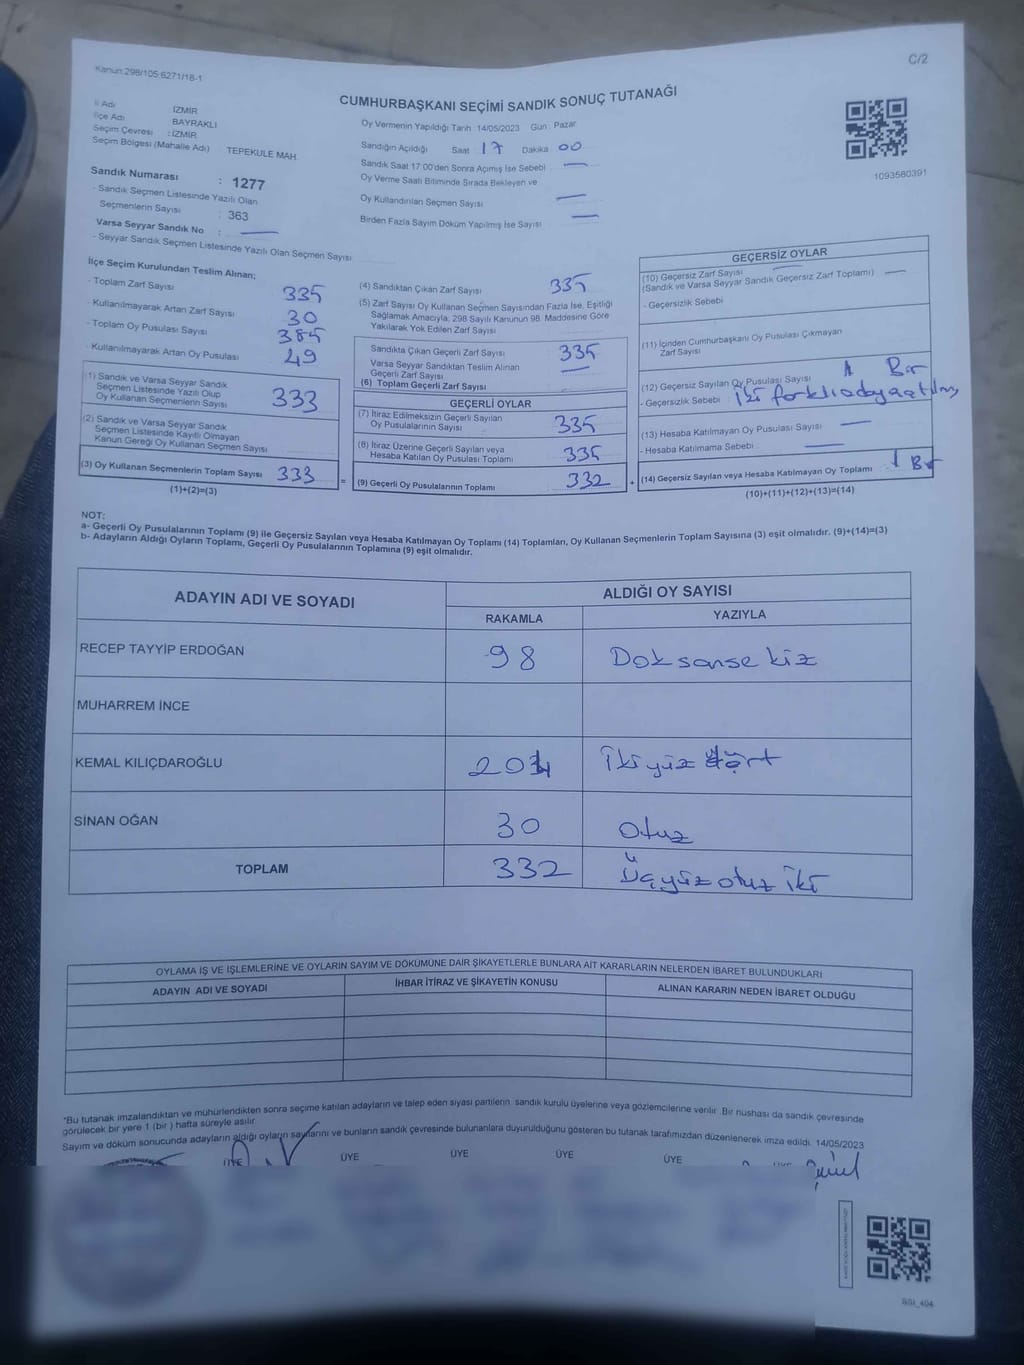 Kanun:298/105;6271/18-1
C/2
CUMHURBAŞKANI SEÇİMİ SANDIK SONUÇ TUTANAĞI
İl Adı : İZMİR
İlçe Adı : BAYRAKLI
Seçim Çevresi : İZMİR
Seçim Bölgesi (Mahalle Adı) : TEPEKULE MAH.
Oy Vermenin Yapıldığı Tarih: 14/05/2023 Gün: Pazar
Sandığın Açıldığı Saat 17 Dakika 00
Sandık Saat 17:00'den Sonra Açımış İse Sebebi —
Oy Verme Saati Bitiminde Sırada Bekleyen ve
Oy Kullandırılan Seçmen Sayısı —
Birden Fazla Sayım Döküm Yapılmış İse Sayısı —
1093560391
Sandık Numarası : 1277
- Sandık Seçmen Listesinde Yazılı Olan
Seçmenlerin Sayısı : 363
Varsa Seyyar Sandık No : —
- Seyyar Sandık Seçmen Listesinde Yazılı Olan Seçmen Sayısı
İlçe Seçim Kurulundan Teslim Alınan;
- Toplam Zarf Sayısı 335
- Kullanılmayarak Artan Zarf Sayısı 30
- Toplam Oy Pusulası Sayısı 385
- Kullanılmayarak Artan Oy Pusulası 49
(1) Sandık ve Varsa Seyyar Sandık
Seçmen Listesinde Yazılı Olup
Oy Kullanan Seçmenlerin Sayısı 333
(2) Sandık ve Varsa Seyyar Sandık
Seçmen Listesinde Kayıtlı Olmayan
Kanun Gereği Oy Kullanan Seçmen Sayısı
(3) Oy Kullanan Seçmenlerin Toplam Sayısı 333
(1)+(2)=(3)
=
(4) Sandıktan Çıkan Zarf Sayısı 335
(5) Zarf Sayısı Oy Kullanan Seçmen Sayısından Fazla İse, Eşitliği
Sağlamak Amacıyla, 298 Sayılı Kanunun 98. Maddesine Göre
Yakılarak Yok Edilen Zarf Sayısı
Sandıkta Çıkan Geçerli Zarf Sayısı 335
Varsa Seyyar Sandıktan Teslim Alınan
Geçerli Zarf Sayısı —
(6) Toplam Geçerli Zarf Sayısı
GEÇERLİ OYLAR
(7) İtiraz Edilmeksizin Geçerli Sayılan
Oy Pusulalarının Sayısı 335
(8) İtiraz Üzerine Geçerli Sayılan veya
Hesaba Katılan Oy Pusulası Toplamı 335
(9) Geçerli Oy Pusulalarının Toplamı 332
+
GEÇERSİZ OYLAR
(10) Geçersiz Zarf Sayısı
(Sandık ve Varsa Seyyar Sandık Geçersiz Zarf Toplamı) —
- Geçersizlik Sebebi
(11) İçinden Cumhurbaşkanı Oy Pusulası Çıkmayan
Zarf Sayısı
(12) Geçersiz Sayılan Oy Pusulası Sayısı 1 Bir
- Geçersizlik Sebebi İki farklı adaya atılmış
(13) Hesaba Katılmayan Oy Pusulası Sayısı —
- Hesaba Katılmama Sebebi —
(14) Geçersiz Sayılan veya Hesaba Katılmayan Oy Toplamı 1 Bir
(10)+(11)+(12)+(13)=(14)
NOT:
a- Geçerli Oy Pusulalarının Toplamı (9) ile Geçersiz Sayılan veya Hesaba Katılmayan Oy Toplamı (14) Toplamları, Oy Kullanan Seçmenlerin Toplam Sayısına (3) eşit olmalıdır. (9)+(14)=(3)
b- Adayların Aldığı Oyların Toplamı, Geçerli Oy Pusulalarının Toplamına (9) eşit olmalıdır.
ADAYIN ADI VE SOYADI ALDIĞI OY SAYISI
RAKAMLA YAZIYLA
RECEP TAYYİP ERDOĞAN 98 Doksansekiz
MUHARREM İNCE
KEMAL KILIÇDAROĞLU 204 İkiyüz dört
SİNAN OĞAN 30 Otuz
TOPLAM 332 Üçyüz otuz iki
OYLAMA İŞ VE İŞLEMLERİNE VE OYLARIN SAYIM VE DÖKÜMÜNE DAİR ŞİKAYETLERLE BUNLARA AİT KARARLARIN NELERDEN İBARET BULUNDUKLARI
ADAYIN ADI VE SOYADI İHBAR İTİRAZ VE ŞİKAYETİN KONUSU ALINAN KARARIN NEDEN İBARET OLDUĞU
*Bu tutanak imzalandıktan ve mühürlendikten sonra seçime katılan adayların ve talep eden siyasi partilerin sandık kurulu üyelerine veya gözlemcilerine verilir. Bir nüshası da sandık çevresinde
görülecek bir yere 1 (bir) hafta süreyle asılır.
Sayım ve döküm sonucunda adayların aldığı oyların sayılarını ve bunların sandık çevresinde bulunanlara duyurulduğunu gösteren bu tutanak tarafımızdan düzenlenerek imza edildi. 14/05/2023
ÜYE ÜYE ÜYE ÜYE ÜYE